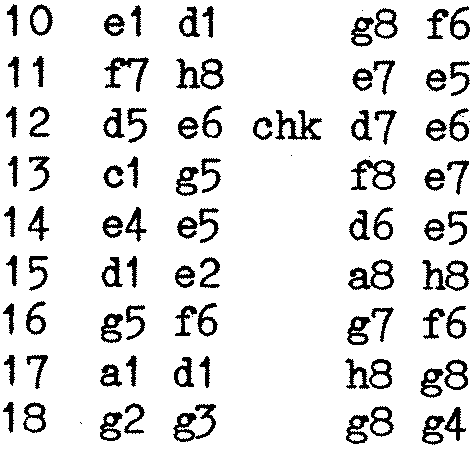 10 e1 d1 g8 f6
11 f7 h8 e7 e5
12 d5 e6 chk d7 e6
13 c1 g5 f8 e7
14 e4 e5 d6 e5
15 d1 e2 a8 h8
16 g5 f6 g7 f6
17 a1 d1 h8 g8
18 g2 g3 g8 g4